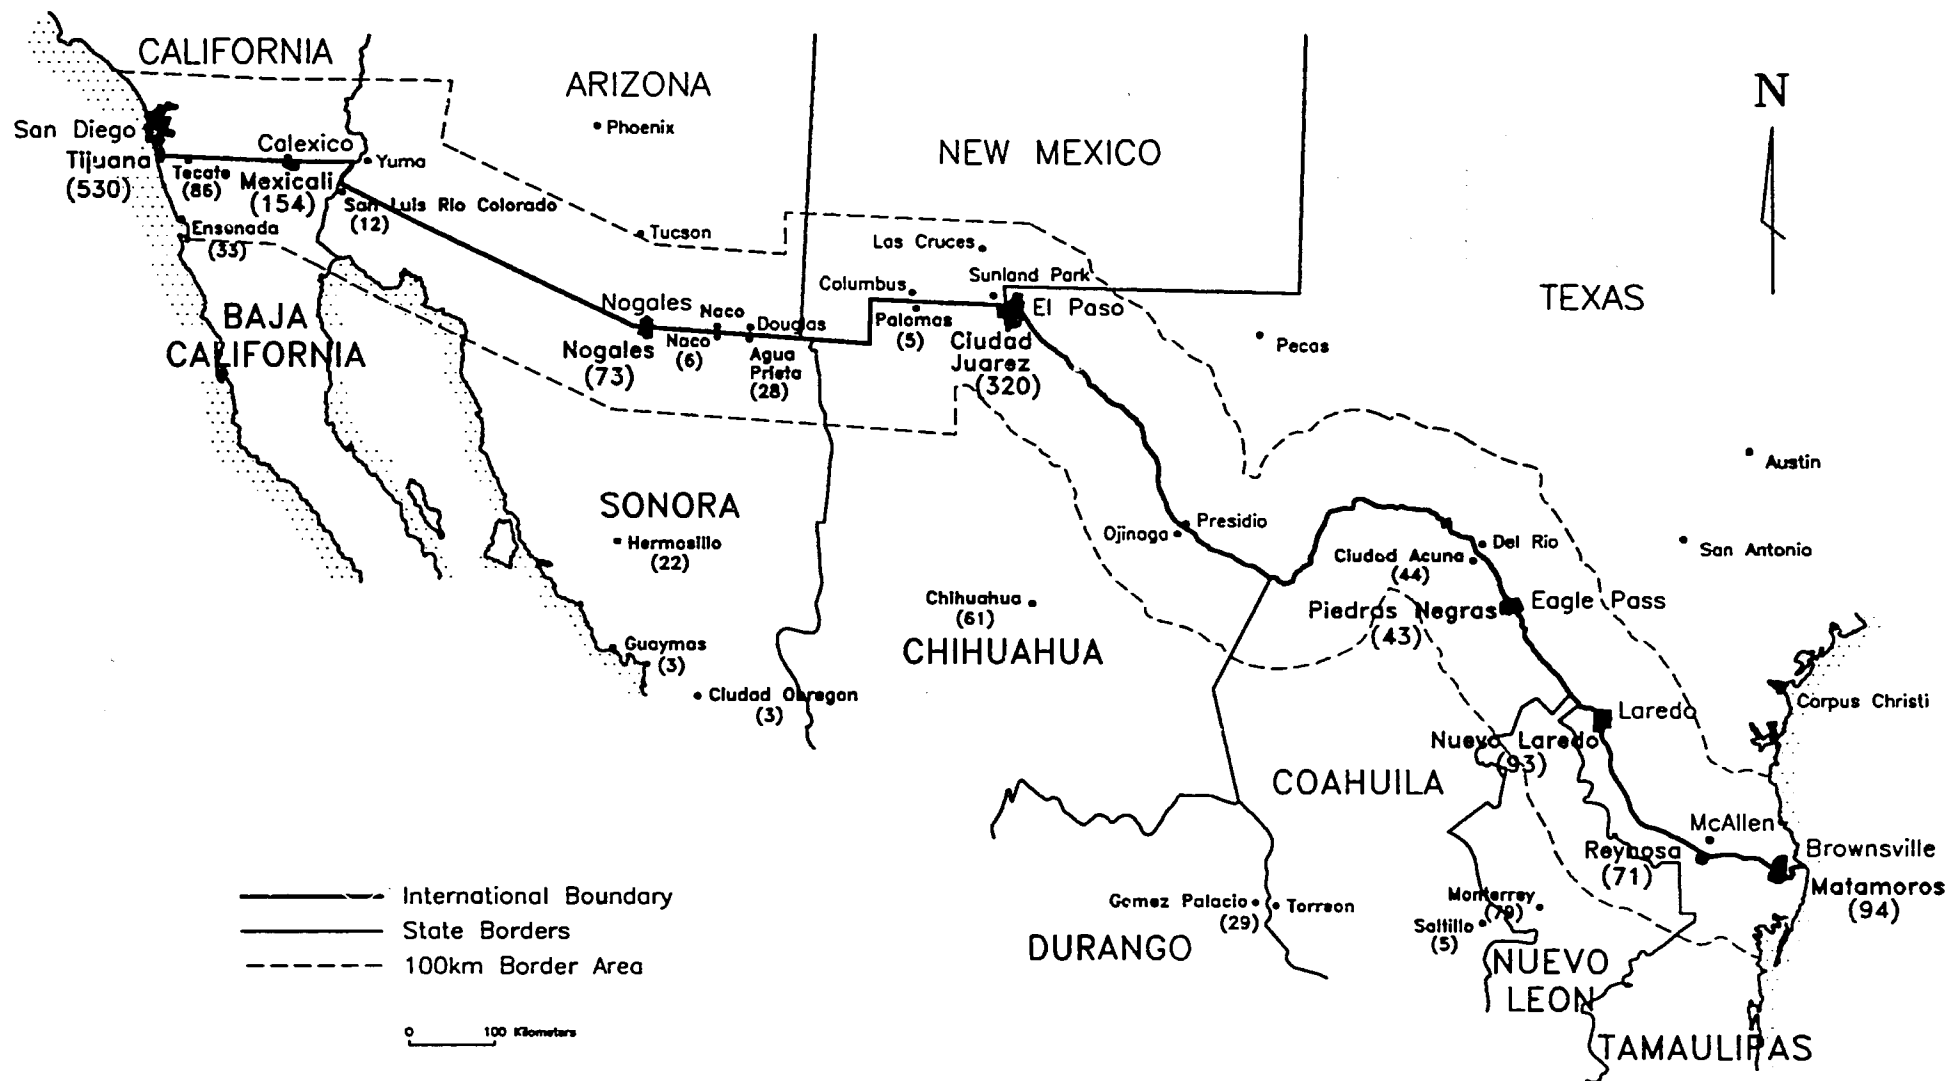 CALIFORNIA
ARIZONA
Phoenix
N
San Diego
Calexico
Yuma
NEW MEXICO
Tijuana
(530)
Tecate
(86)
Mexicali
(154)
San Luis Rio Colorado
(12)
Ensenada
(33)
Tucson
Las Cruces
Sunland Park
Columbus
El Paso
TEXAS
BAJA
CALIFORNIA
Nogales
Naco
Douglas
Palomas
(5)
Ciudad
Juarez
(320)
Pecos
Nogales
(73)
Naco
(6)
Agua
Prieta
(28)
Austin
SONORA
Hermosillo
(22)
Presidio
Ojinaga
Del Rio
San Antonio
Ciudad Acuna
(44)
Chihuahua
(61)
CHIHUAHUA
Piedras Negras
(43)
Eagle Pass
Guaymas
(3)
Ciudad Obregon
(3)
Corpus Christi
Laredo
Nuevo Laredo
(93)
COAHUILA
McAllen
Reynosa
(71)
Brownsville
Matamoros
(94)
International Boundary
State Borders
100km Border Area
Gomez Palacio
(29)
Torreon
Monterrey
(79)
Saltillo
(5)
DURANGO
NUEVO
LEON
0 100 Kilometers
TAMAULIPAS